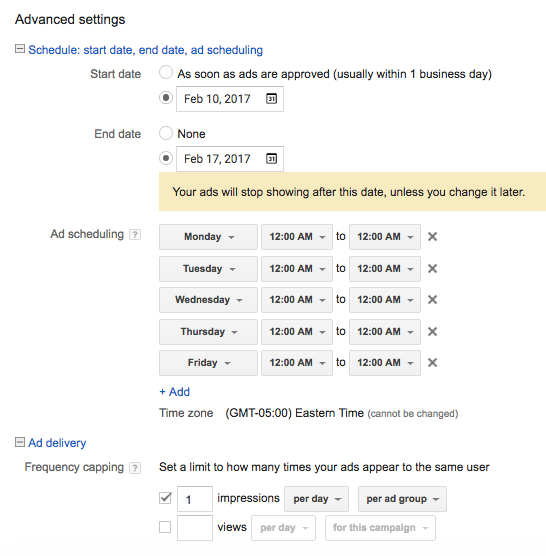 Advanced settings
Schedule: start date, end date, ad scheduling
Start date As soon as ads are approved (usually within 1 business day)
Feb 10, 2017 31
End date None
Feb 17, 2017 31
Your ads will stop showing after this date, unless you change it later.
Ad scheduling ? Monday 12:00 AM to 12:00 AM
Tuesday 12:00 AM to 12:00 AM
Wednesday 12:00 AM to 12:00 AM
Thursday 12:00 AM to 12:00 AM
Friday 12:00 AM to 12:00 AM
+ Add
Time zone (GMT-05:00) Eastern Time (cannot be changed)
Ad delivery
Frequency capping ? Set a limit to how many times your ads appear to the same user
1 impressions per day per ad group
views per day for this campaign